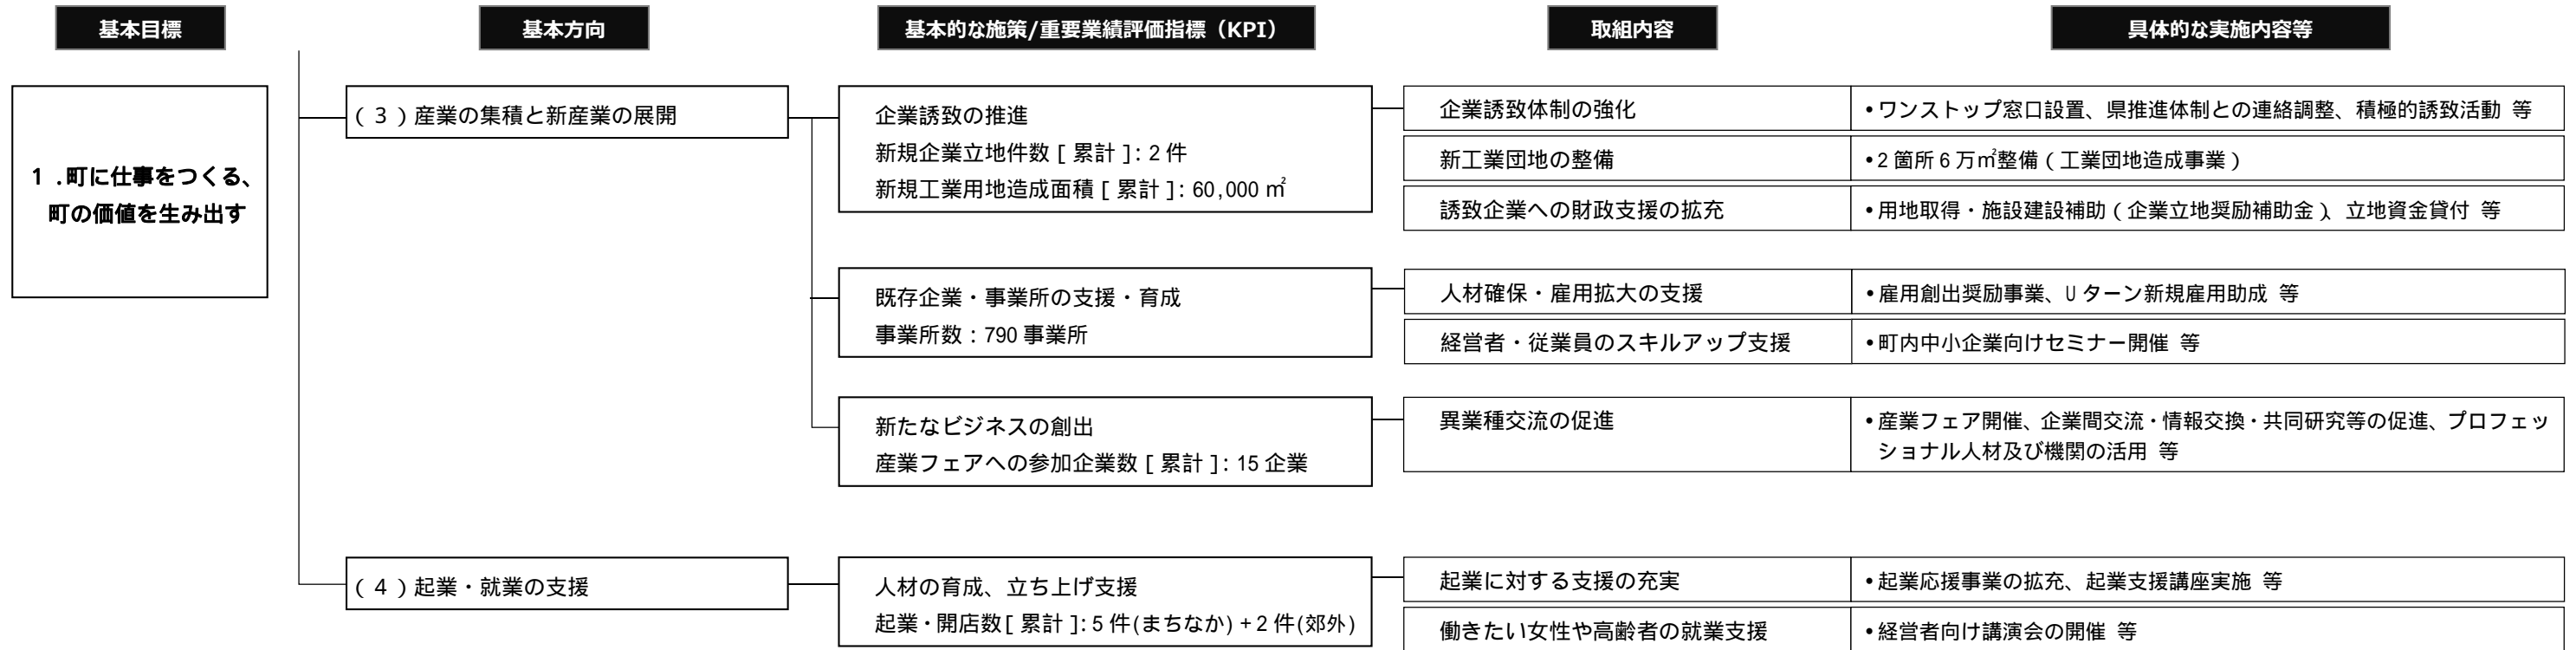 基本目標
基本方向
基本的な施策/重要業績評価指標（KPI）
取組内容
具体的な実施内容等
1．町に仕事をつくる、
町の価値を生み出す
（３）産業の集積と新産業の展開
企業誘致の推進
新規企業立地件数［累計］：2件
新規工業用地造成面積［累計］：60,000㎡
企業誘致体制の強化
•ワンストップ窓口設置、県推進体制との連絡調整、積極的誘致活動 等
新工業団地の整備
•2箇所6万㎡整備（工業団地造成事業）
誘致企業への財政支援の拡充
•用地取得・施設建設補助（企業立地奨励補助金）、立地資金貸付 等
既存企業・事業所の支援・育成
事業所数：790事業所
人材確保・雇用拡大の支援
•雇用創出奨励事業、Uターン新規雇用助成 等
経営者・従業員のスキルアップ支援
•町内中小企業向けセミナー開催 等
新たなビジネスの創出
産業フェアへの参加企業数［累計］：15企業
異業種交流の促進
•産業フェア開催、企業間交流・情報交換・共同研究等の促進、プロフェッ
ショナル人材及び機関の活用 等
（４）起業・就業の支援
人材の育成、立ち上げ支援
起業・開店数［累計］：5件(まちなか)+2件(郊外)
起業に対する支援の充実
•起業応援事業の拡充、起業支援講座実施 等
働きたい女性や高齢者の就業支援
•経営者向け講演会の開催 等